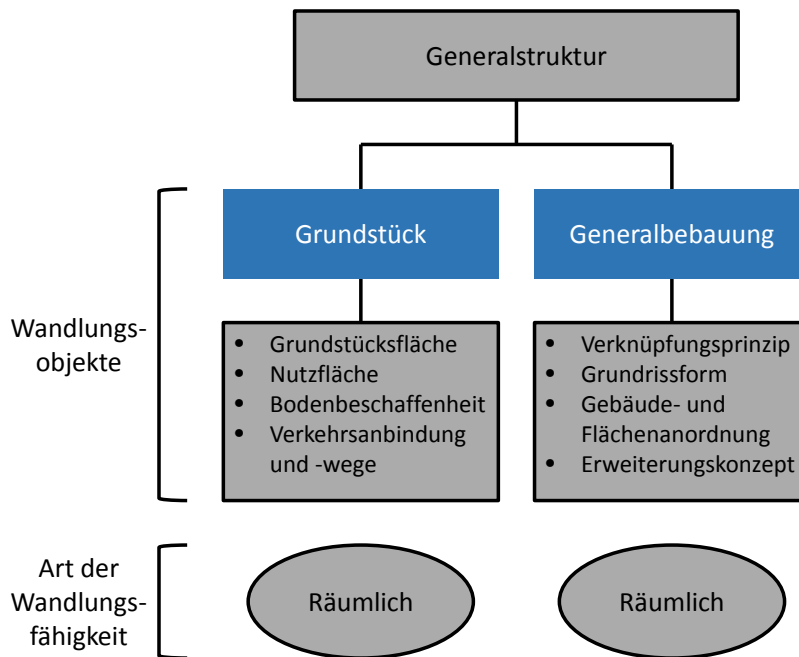 Generalstruktur
Grundstück
Generalbebauung
Wandlungs-
objekte
• Grundstücksfläche
• Nutzfläche
• Bodenbeschaffenheit
• Verkehrsanbindung
und -wege
• Verknüpfungsprinzip
• Grundrissform
• Gebäude- und
Flächenanordnung
• Erweiterungskonzept
Art der
Wandlungs-
fähigkeit
Räumlich
Räumlich